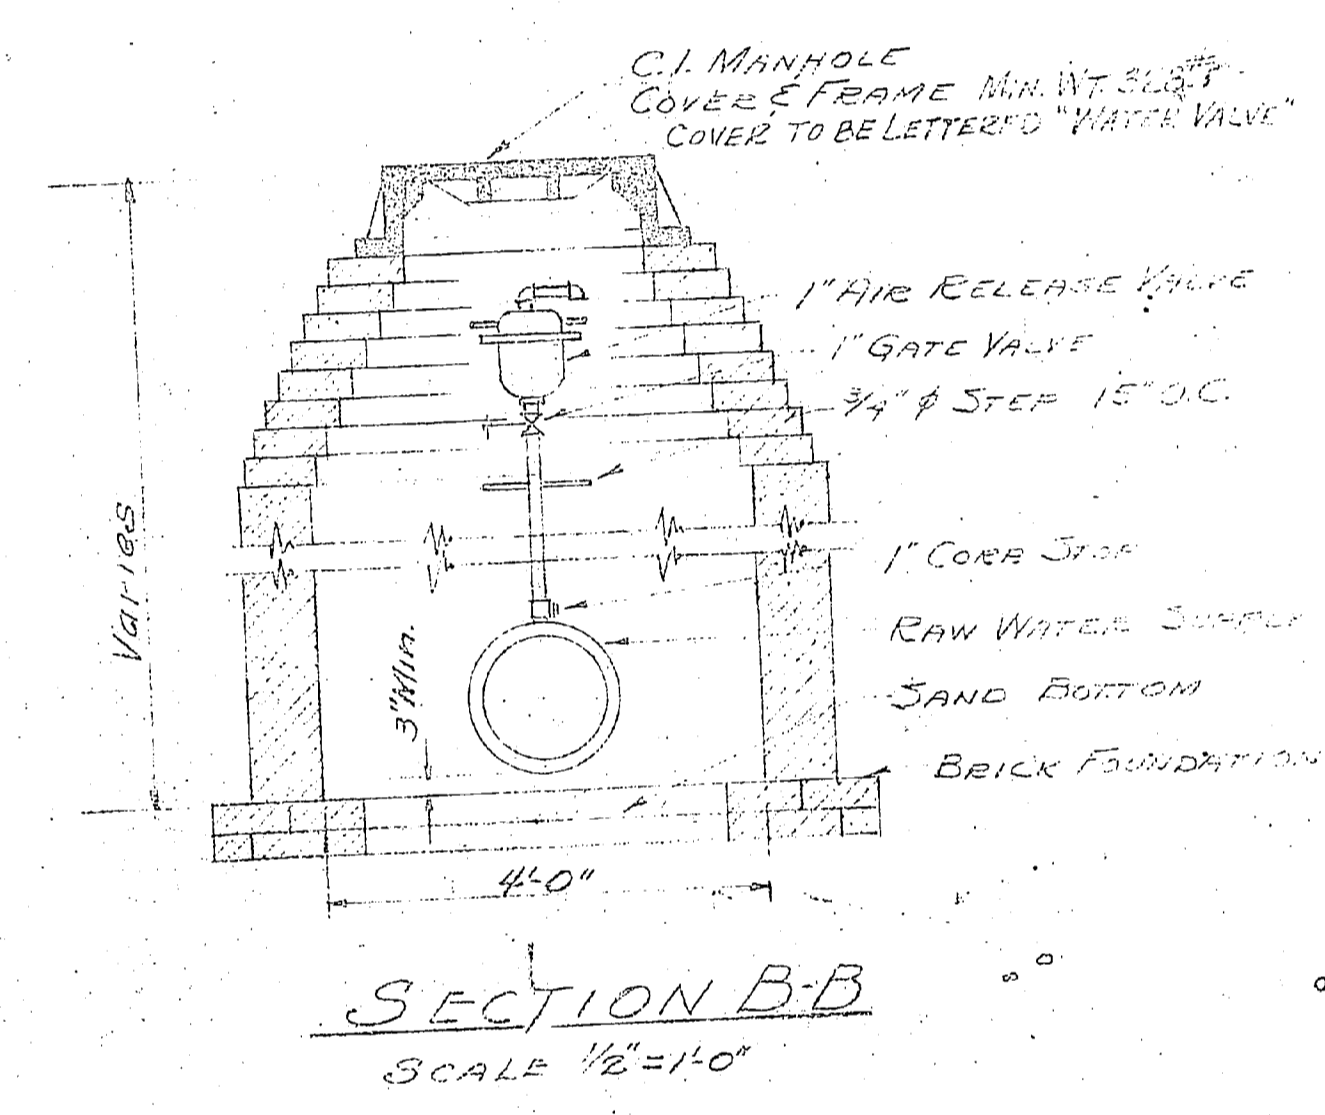 C.I. MANHOLE
COVER & FRAME MIN. WT.
COVER TO BE LETTERED "WATER VALVE"
1" AIR RELEASE VALVE
1" GATE VALVE
3/4" ⌀ STEP 15" O.C.
Varies
1" CORP. STOP
RAW WATER SUPPLY
3" Min.
SAND BOTTOM
BRICK FOUNDATION
4'-0"
SECTION B-B
SCALE 1/2"=1'-0"